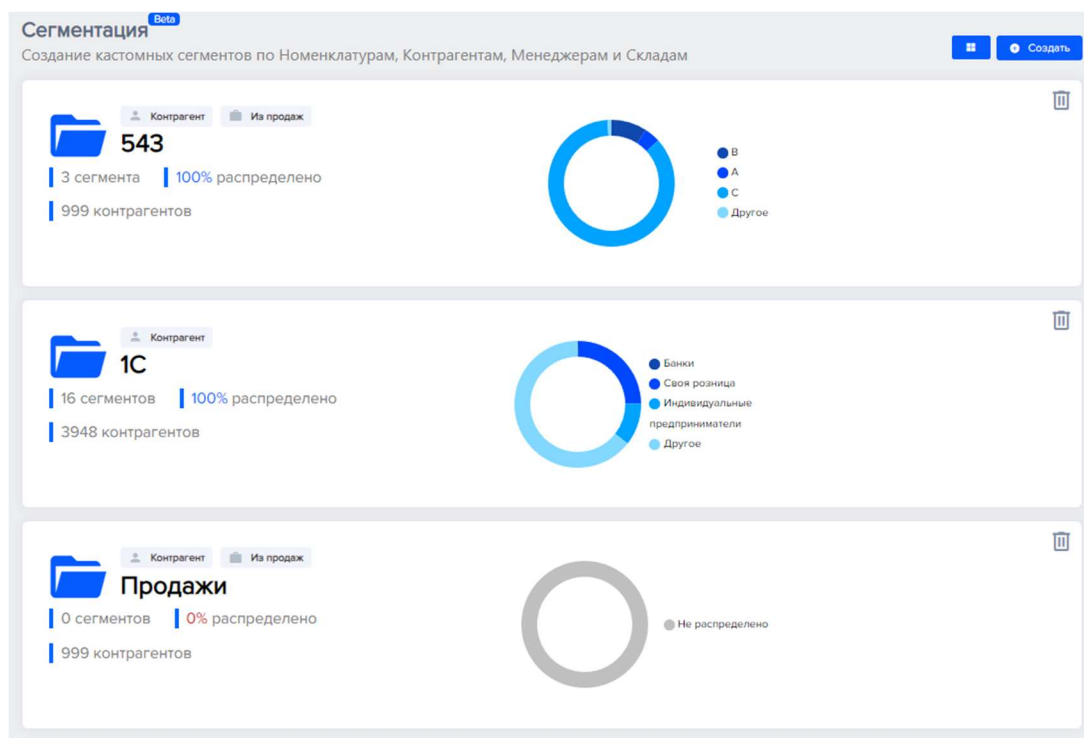 Сегментация Beta
Создание кастомных сегментов по Номенклатурам, Контрагентам, Менеджерам и Складам
Создать
Контрагент Из продаж
543
3 сегмента 100% распределено
999 контрагентов
B
A
C
Другое
Контрагент
1С
16 сегментов 100% распределено
3948 контрагентов
Банки
Своя розница
Индивидуальные
предприниматели
Другое
Контрагент Из продаж
Продажи
0 сегментов 0% распределено
999 контрагентов
Не распределено